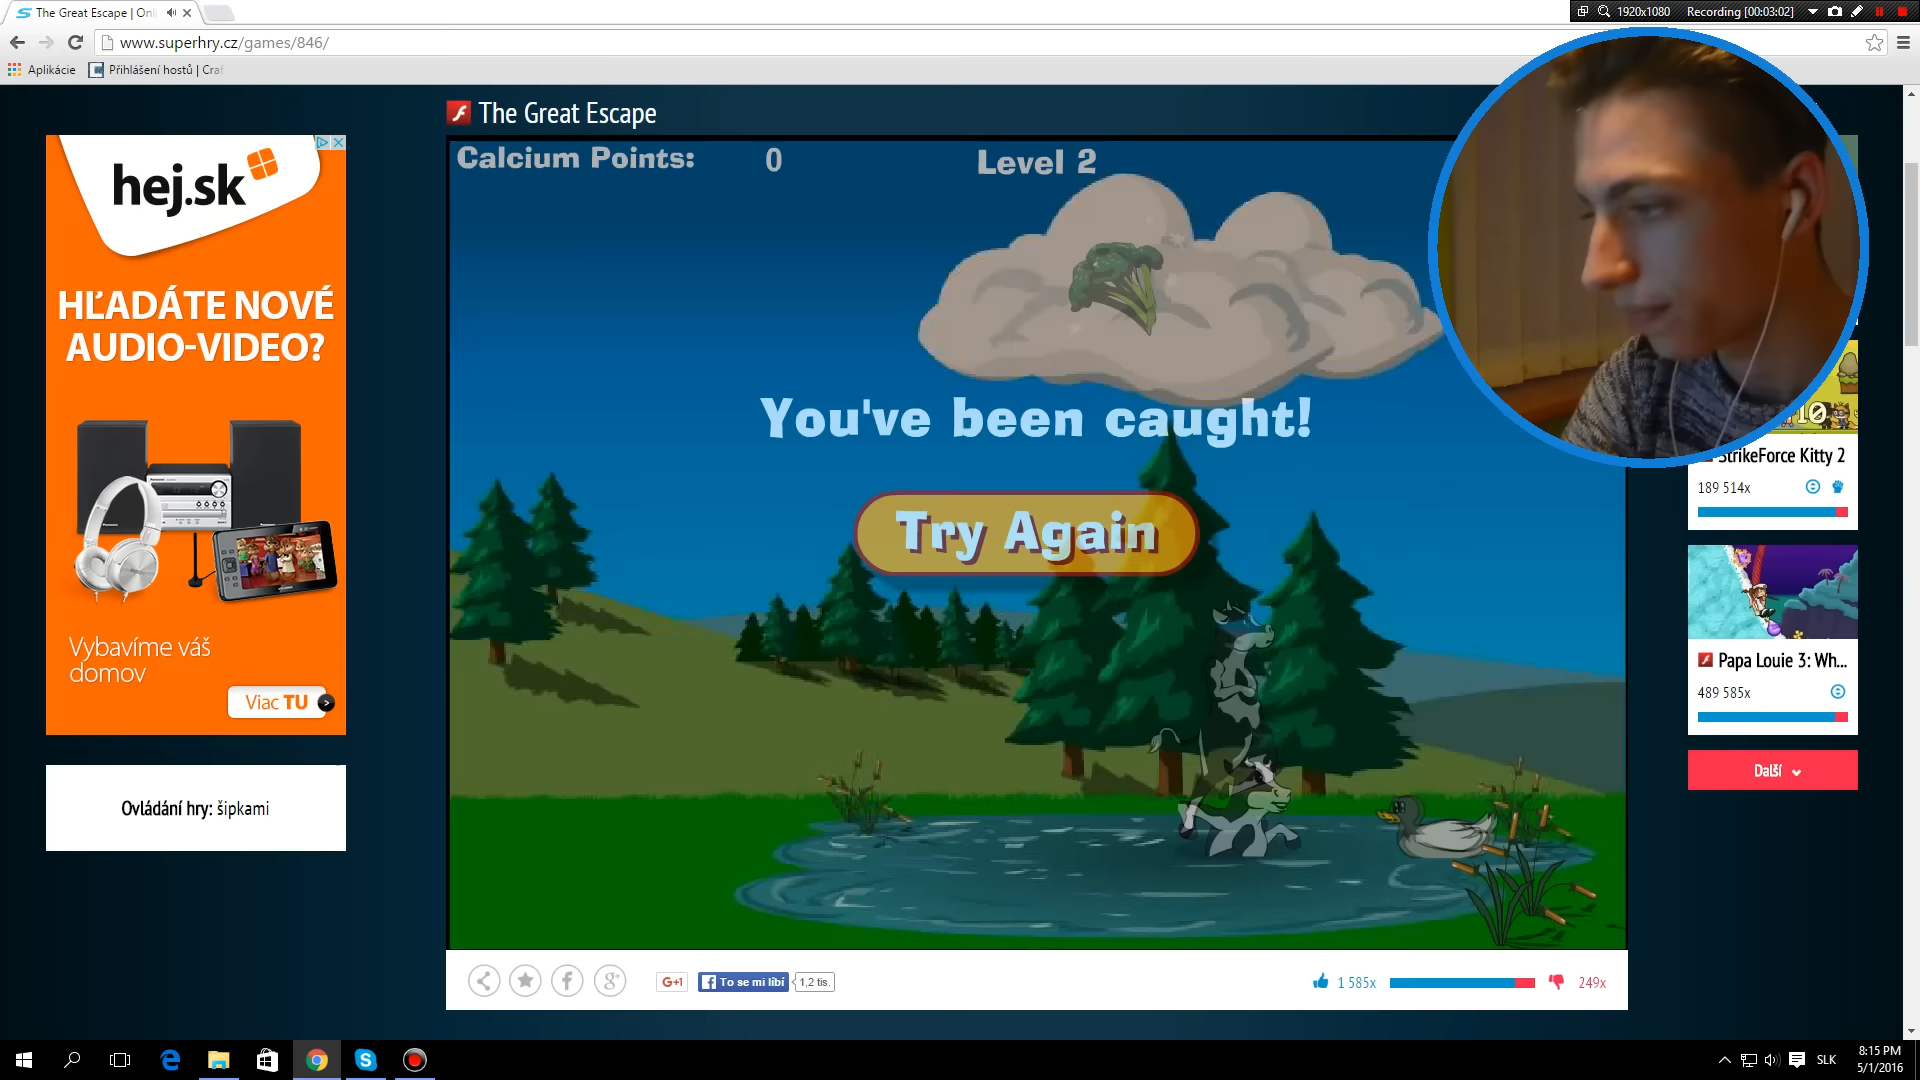 The Great Escape | Onl
1920x1080
Recording [00:03:02]
www.superhry.cz/games/846/
Aplikácie
Přihlášení hostů | Craf
The Great Escape
hej.sk
HĽADÁTE NOVÉ
AUDIO-VIDEO?
Vybavíme váš
domov
Viac TU
Ovládání hry: šipkami
Calcium Points: 0
Level 2
You've been caught!
Try Again
StrikeForce Kitty 2
189 514x
Papa Louie 3: Wh...
489 585x
Další
G+1
To se mi líbí
1,2 tis.
1 585x
249x
SLK
8:15 PM
5/1/2016